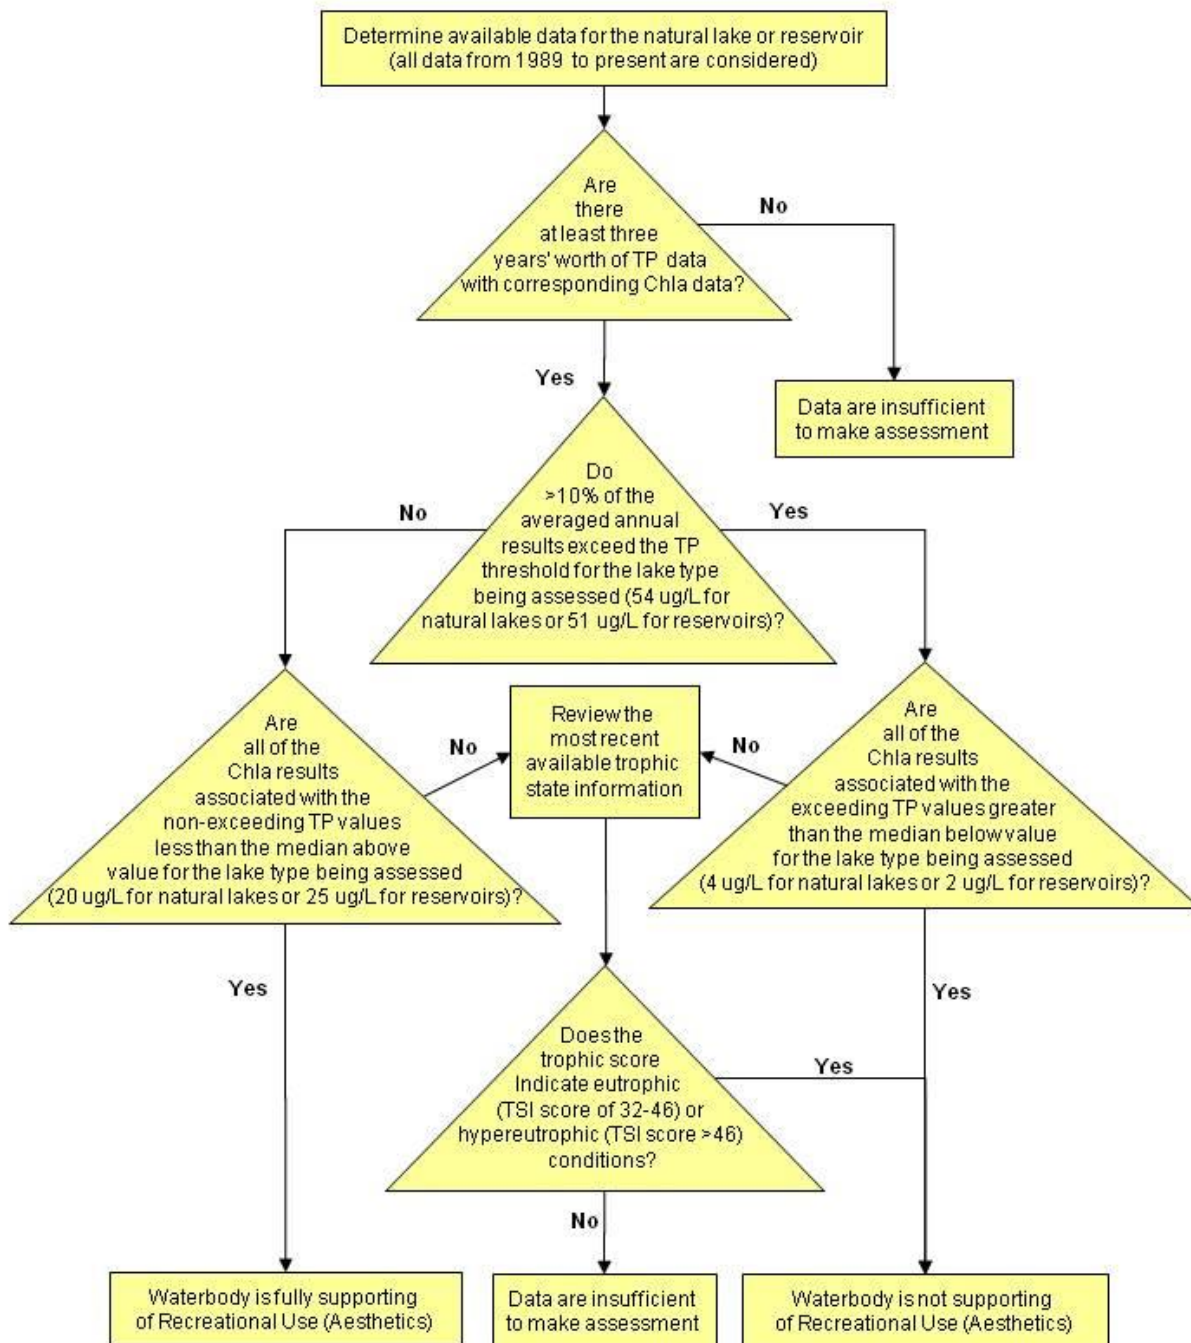 Determine available data for the natural lake or reservoir
(all data from 1989 to present are considered)
Are
there
at least three
years' worth of TP data
with corresponding Chla data?
No
Yes
Data are insufficient
to make assessment
Do
>10% of the
averaged annual
results exceed the TP
threshold for the lake type
being assessed (54 ug/L for
natural lakes or 51 ug/L for reservoirs)?
No
Yes
Are
all of the
Chla results
associated with the
non-exceeding TP values
less than the median above
value for the lake type being assessed
(20 ug/L for natural lakes or 25 ug/L for reservoirs)?
No
Review the
most recent
available trophic
state information
No
Are
all of the
Chla results
associated with the
exceeding TP values greater
than the median below value
for the lake type being assessed
(4 ug/L for natural lakes or 2 ug/L for reservoirs)?
Yes
Yes
Does the
trophic score
Indicate eutrophic
(TSI score of 32-46) or
hypereutrophic (TSI score >46)
conditions?
Yes
No
Waterbody is fully supporting
of Recreational Use (Aesthetics)
Data are insufficient
to make assessment
Waterbody is not supporting
of Recreational Use (Aesthetics)